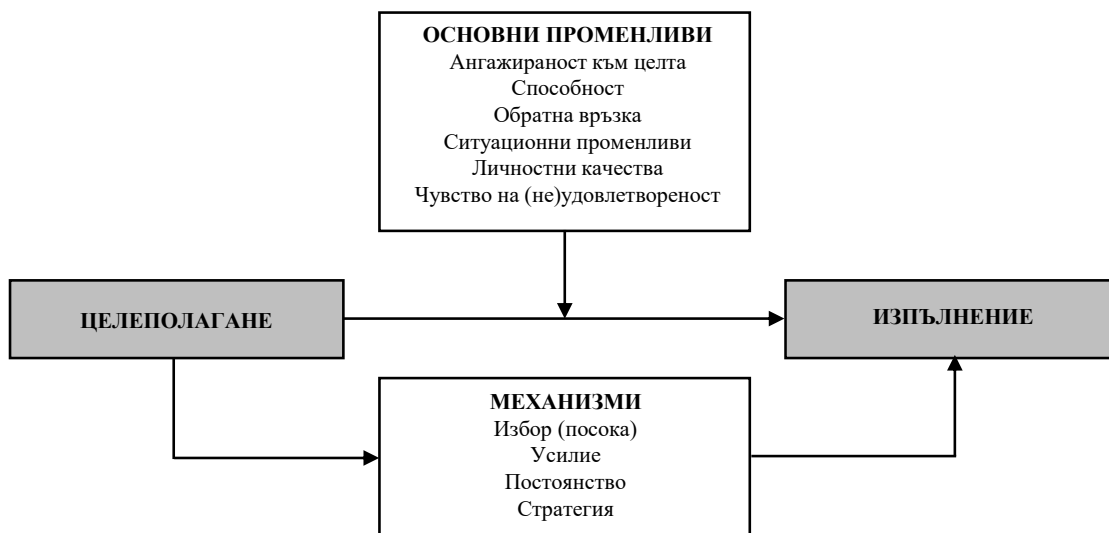 ОСНОВНИ ПРОМЕНЛИВИ
Ангажираност към целта
Способност
Обратна връзка
Ситуационни променливи
Личностни качества
Чувство на (не)удовлетвореност
ЦЕЛЕПОЛАГАНЕ
ИЗПЪЛНЕНИЕ
МЕХАНИЗМИ
Избор (посока)
Усилие
Постоянство
Стратегия